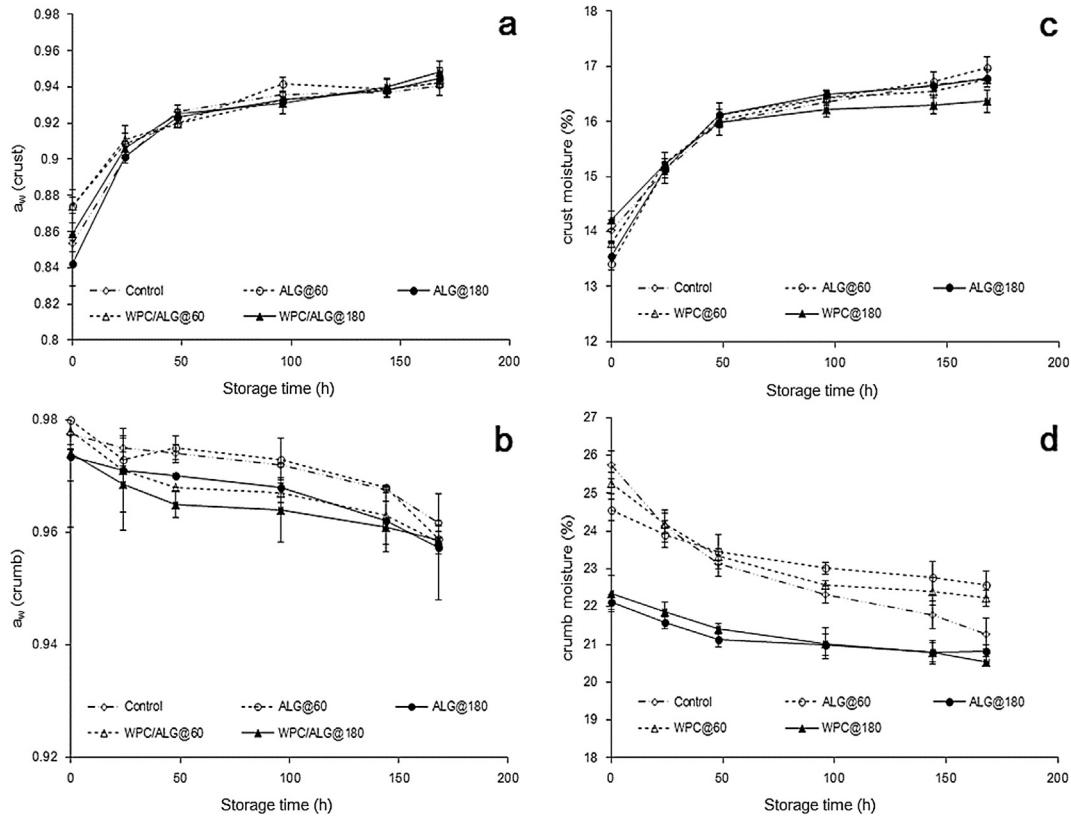 a
0.98
0.96
0.94
0.92
0.9
0.88
0.86
0.84
0.82
0.8
aw (crust)
Control
ALG@60
ALG@180
WPC/ALG@60
WPC/ALG@180
0
50
100
150
200
Storage time (h)
c
18
17
16
15
14
13
12
crust moisture (%)
Control
ALG@60
ALG@180
WPC@60
WPC@180
0
50
100
150
200
Storage time (h)
b
0.98
0.96
0.94
0.92
aw (crumb)
Control
ALG@60
ALG@180
WPC/ALG@60
WPC/ALG@180
0
50
100
150
200
Storage time (h)
d
27
26
25
24
23
22
21
20
19
18
crumb moisture (%)
Control
ALG@60
ALG@180
WPC@60
WPC@180
0
50
100
150
200
Storage time (h)